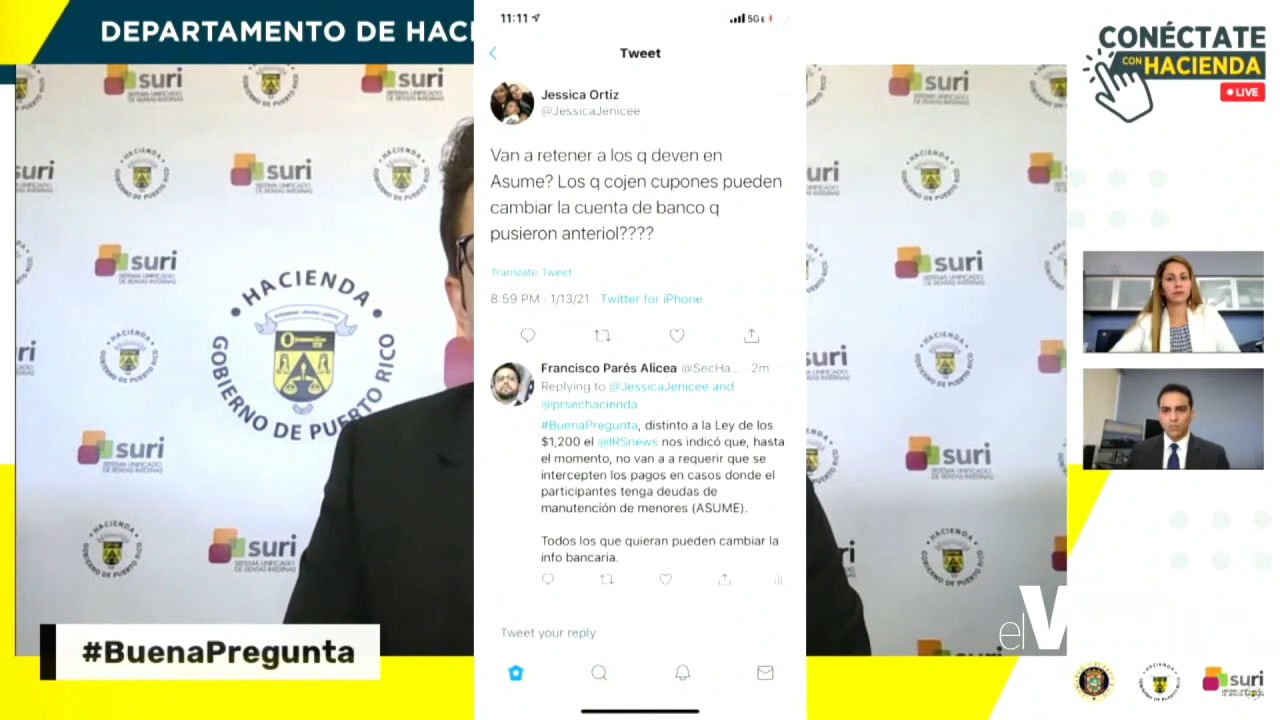 DEPARTAMENTO DE HACI
11:11
5G E
Tweet
Jessica Ortiz
@JessicaJenicee
Van a retener a los q deven en
Asume? Los q cojen cupones pueden
cambiar la cuenta de banco q
pusieron anteriol????
Translate Tweet
8:59 PM · 1/13/21 · Twitter for iPhone
Francisco Parés Alicea @SecHa... · 2m
Replying to @JessicaJenicee and
@prsechacienda
#BuenaPregunta, distinto a la Ley de los
$1,200 el @IRSnews nos indicó que, hasta
el momento, no van a a requerir que se
intercepten los pagos en casos donde el
participantes tenga deudas de
manutención de menores (ASUME).
Todos los que quieran pueden cambiar la
info bancaria.
Tweet your reply
CONÉCTATE
CON HACIENDA
LIVE
HACIENDA
GOBIERNO DE PUERTO RICO
suri
SISTEMA UNIFICADO
DE RENTAS INTERNAS
#BuenaPregunta
el V
suri